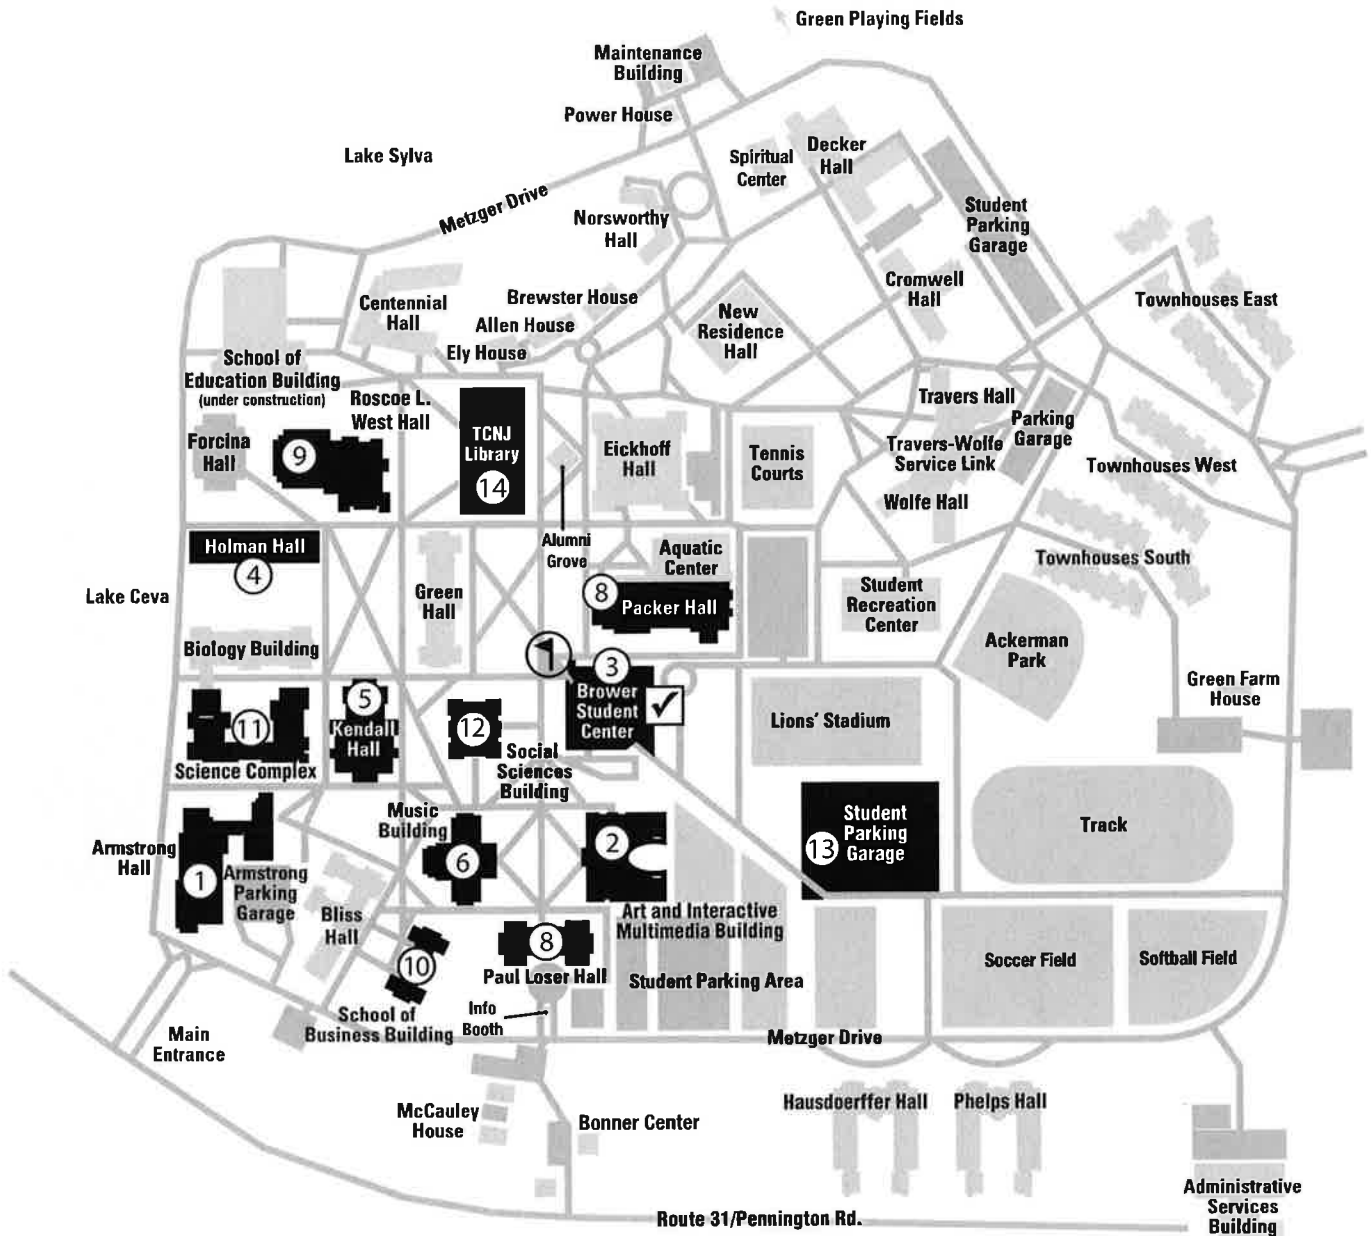 Green Playing Fields
Maintenance
Building
Power House
Lake Sylva
Metzger Drive
Spiritual
Center
Decker
Hall
Student
Parking
Garage
Norsworthy
Hall
Centennial
Hall
Brewster House
Allen House
Ely House
New
Residence
Hall
Cromwell
Hall
Townhouses East
School of
Education Building
(under construction)
Roscoe L.
West Hall
Forcina
Hall
9
TCNJ
Library
14
Eickhoff
Hall
Tennis
Courts
Travers Hall
Parking
Garage
Travers-Wolfe
Service Link
Wolfe Hall
Townhouses West
Holman Hall
4
Alumni
Grove
Aquatic
Center
Townhouses South
Lake Ceva
Green
Hall
8
Packer Hall
Student
Recreation
Center
Ackerman
Park
Biology Building
Green Farm
House
3
Brower
Student
Center
5
Kendall
Hall
11
Science Complex
12
Social
Sciences
Building
Lions' Stadium
Music
Building
6
2
13
Student
Parking
Garage
Track
Armstrong
Hall
1
Armstrong
Parking
Garage
Bliss
Hall
Art and Interactive
Multimedia Building
8
Paul Loser Hall
10
School of
Business Building
Student Parking Area
Soccer Field
Softball Field
Info
Booth
Main
Entrance
Metzger Drive
McCauley
House
Bonner Center
Hausdoerffer Hall
Phelps Hall
Administrative
Services
Building
Route 31/Pennington Rd.